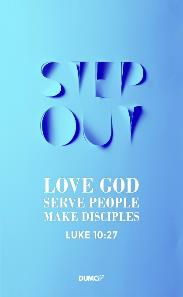 STEP
OUT
LOVE GOD
SERVE PEOPLE
MAKE DISCIPLES
LUKE 10:27
DUMC